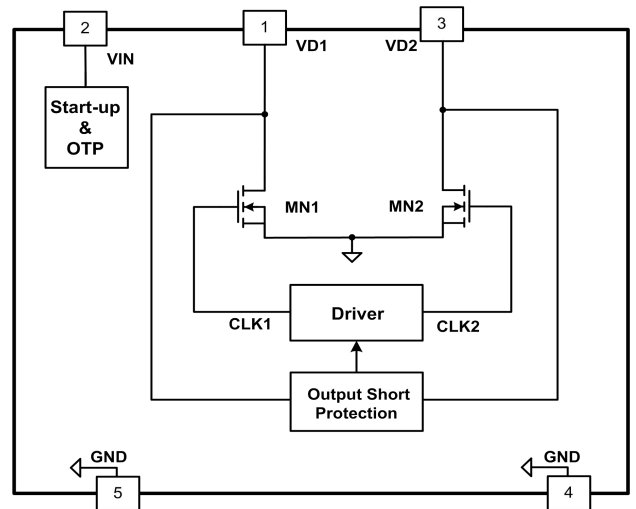 2
1
3
VIN
VD1
VD2
Start-up
&
OTP
MN1
MN2
Driver
CLK1
CLK2
Output Short
Protection
GND
GND
5
4